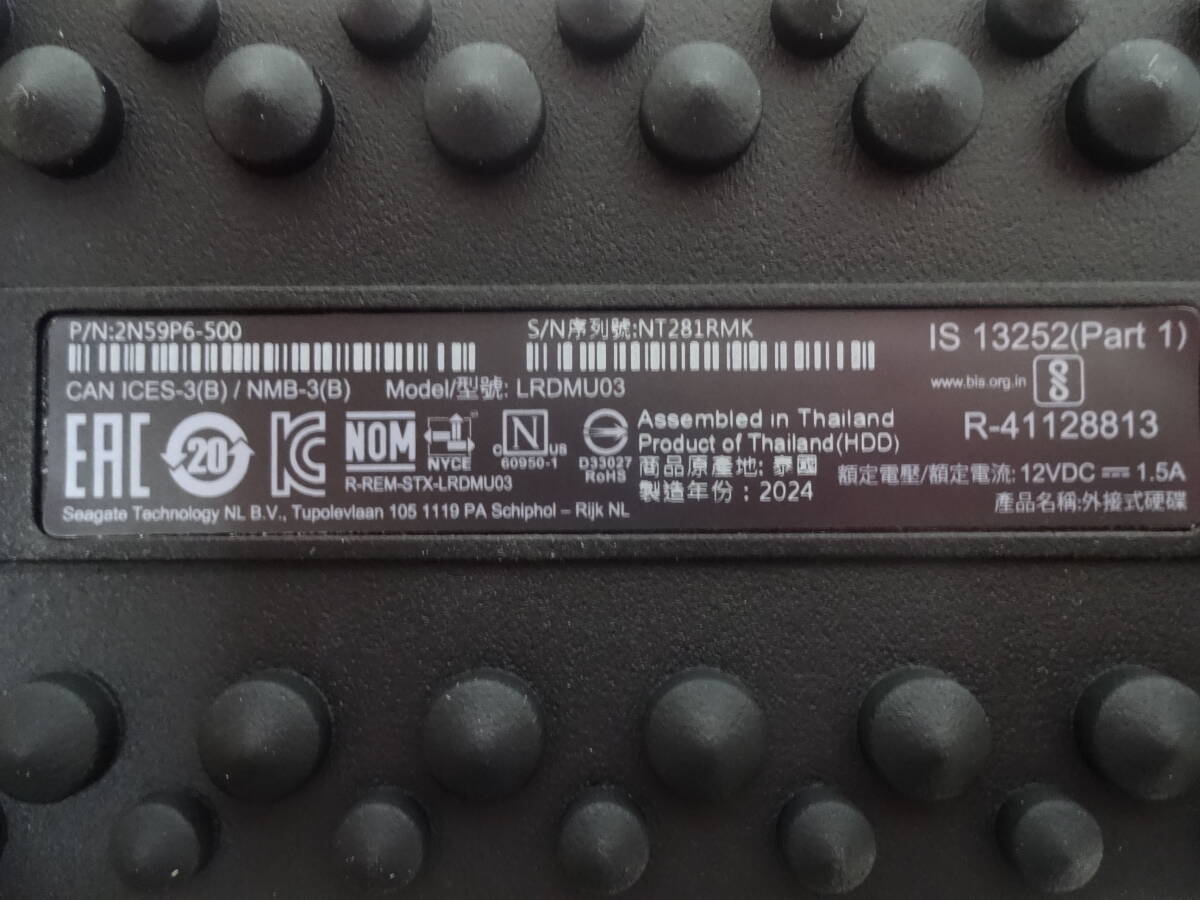 P/N:2N59P6-500
S/N序列號:NT281RMK
IS 13252(Part 1)
CAN ICES-3(B) / NMB-3(B) Model/型號: LRDMU03
www.bis.org.in
R-41128813
EAC
20
KC
NOM
NYCE
R-REM-STX-LRDMU03
c N us
60950-1
D33027
RoHS
Assembled in Thailand
Product of Thailand(HDD)
商品原產地: 泰國
製造年份：2024
額定電壓/額定電流: 12VDC ⎓ 1.5A
產品名稱:外接式硬碟
Seagate Technology NL B.V., Tupolevlaan 105 1119 PA Schiphol – Rijk NL